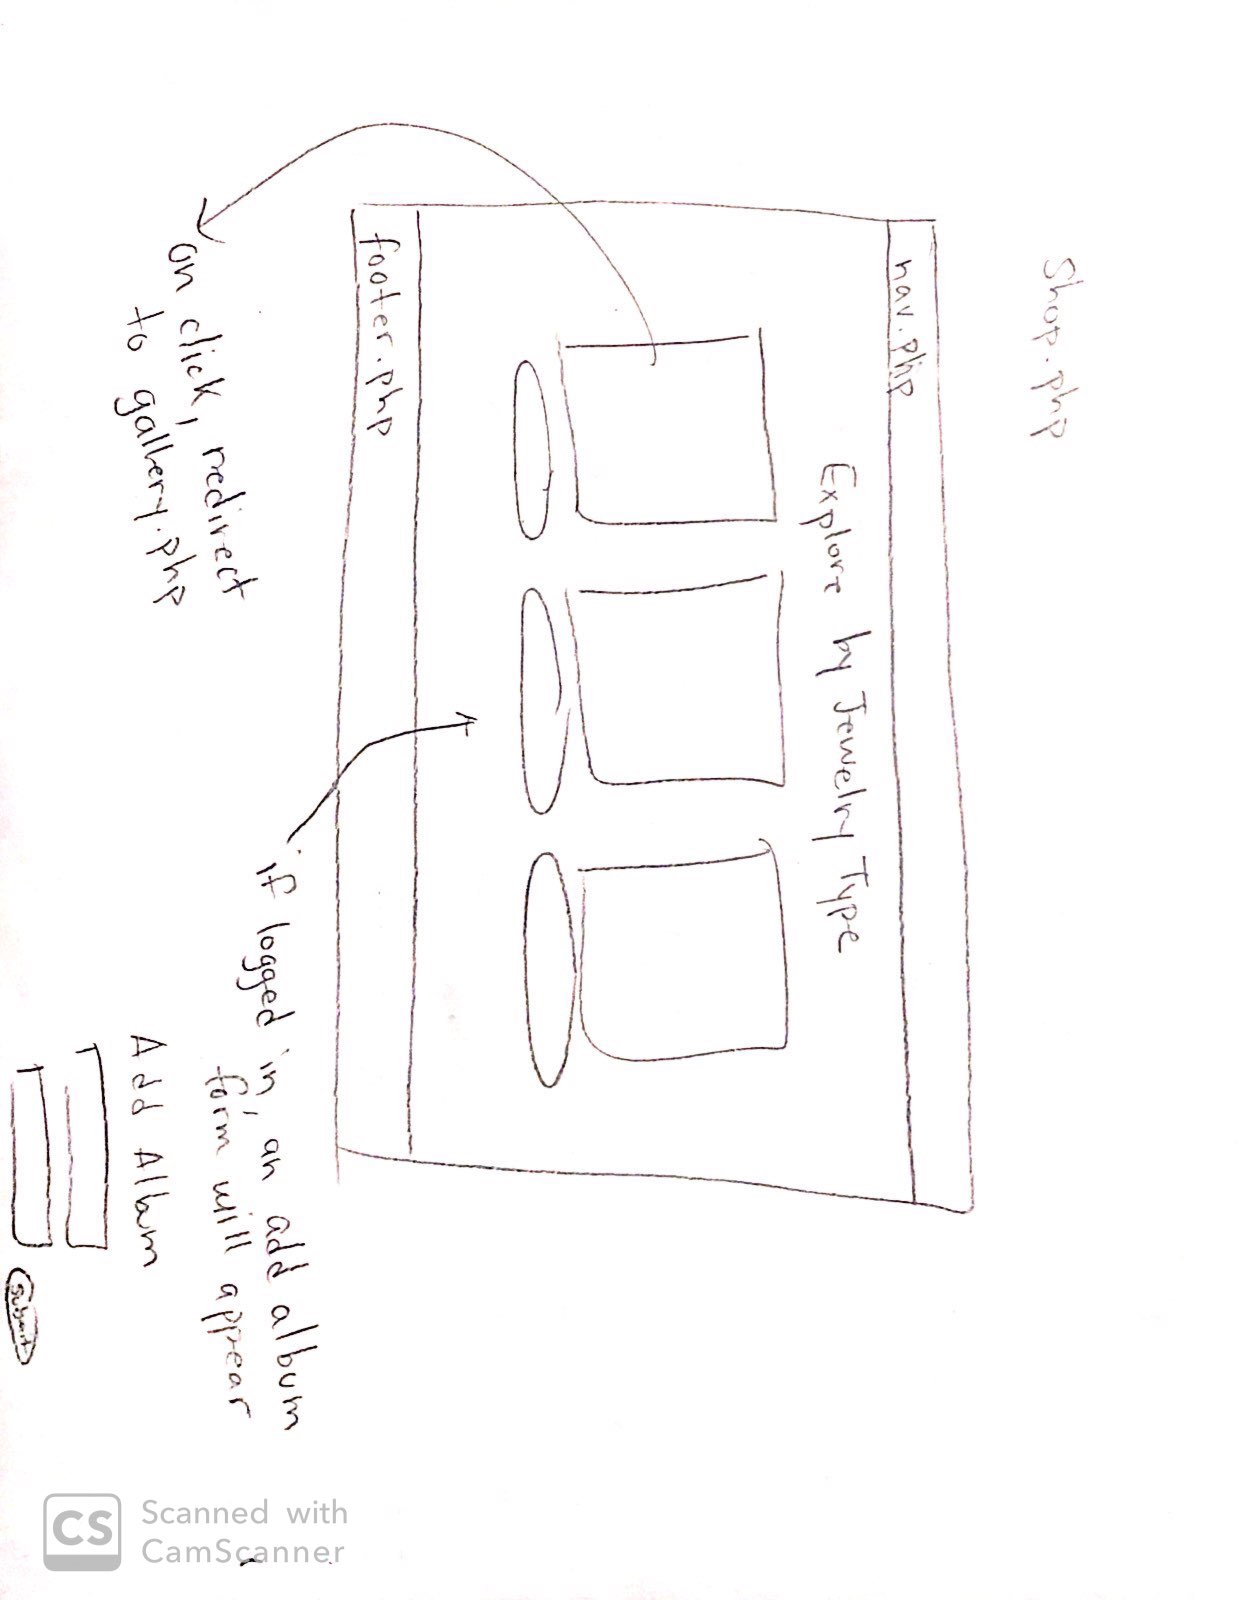 Shop.php
nav.php
Explore by Jewelry Type
footer.php
on click, redirect
to gallery.php
if logged in, an add album
form will appear
Add Album
Submit
CS
Scanned with
CamScanner